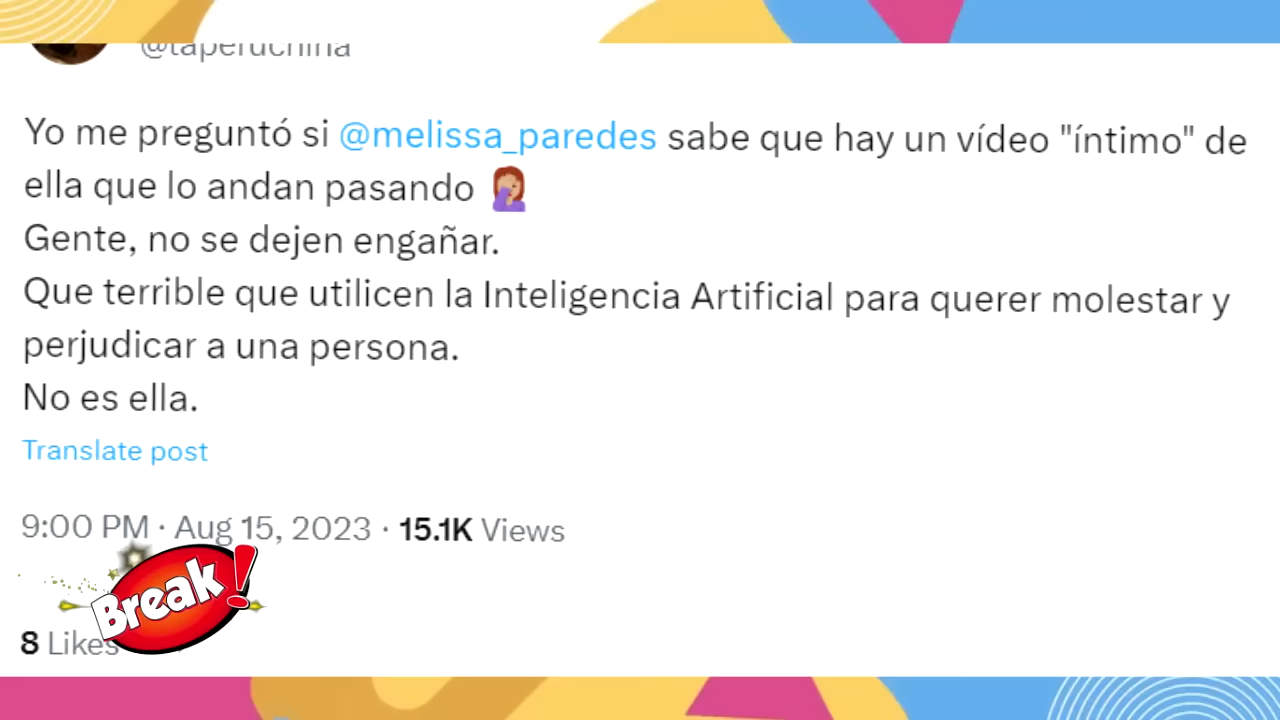 @taperuchina
Yo me preguntó si @melissa_paredes sabe que hay un vídeo "íntimo" de
ella que lo andan pasando 🤦🏽‍♀️
Gente, no se dejen engañar.
Que terrible que utilicen la Inteligencia Artificial para querer molestar y
perjudicar a una persona.
No es ella.
Translate post
9:00 PM · Aug 15, 2023 · 15.1K Views
Break!
8 Likes